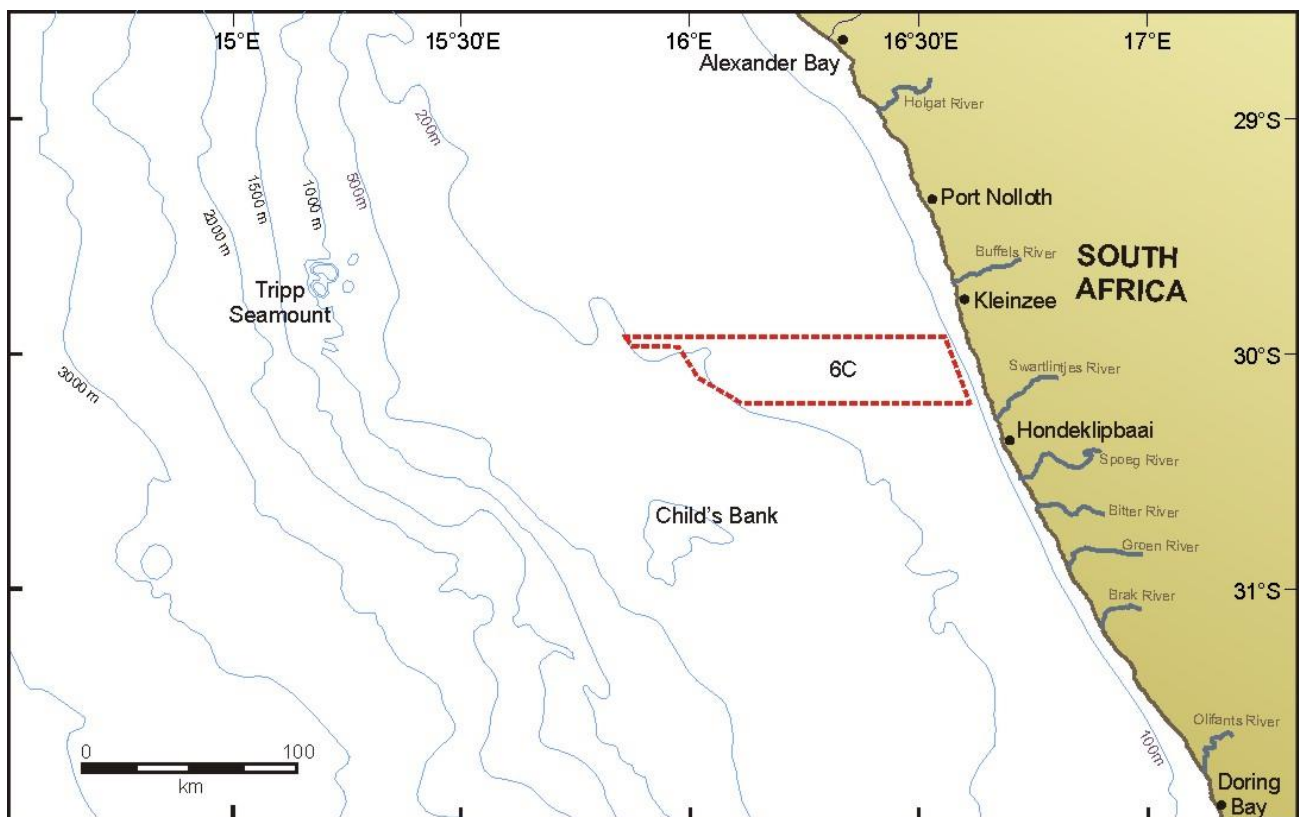 15°E
15°30'E
16°E
16°30'E
17°E
Alexander Bay
Holgat River
200m
29°S
500m
1000 m
1500 m
2000 m
Port Nolloth
Buffels River
SOUTH
AFRICA
Tripp
Seamount
Kleinzee
3000 m
30°S
6C
Swartlintjes River
Hondeklipbaai
Spoeg River
Child's Bank
Bitter River
Groen River
31°S
Brak River
Olifants River
100m
0
100
km
Doring
Bay